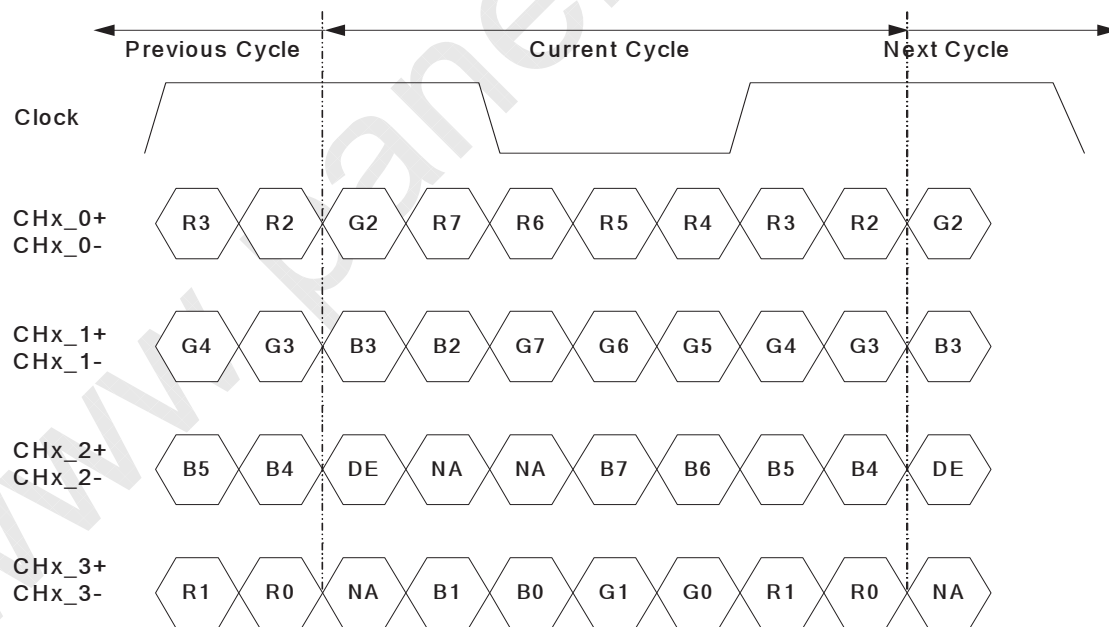 Previous Cycle Current Cycle Next Cycle
Clock
CHx_0+
CHx_0-
R3 R2 G2 R7 R6 R5 R4 R3 R2 G2
CHx_1+
CHx_1-
G4 G3 B3 B2 G7 G6 G5 G4 G3 B3
CHx_2+
CHx_2-
B5 B4 DE NA NA B7 B6 B5 B4 DE
CHx_3+
CHx_3-
R1 R0 NA B1 B0 G1 G0 R1 R0 NA
www.pane